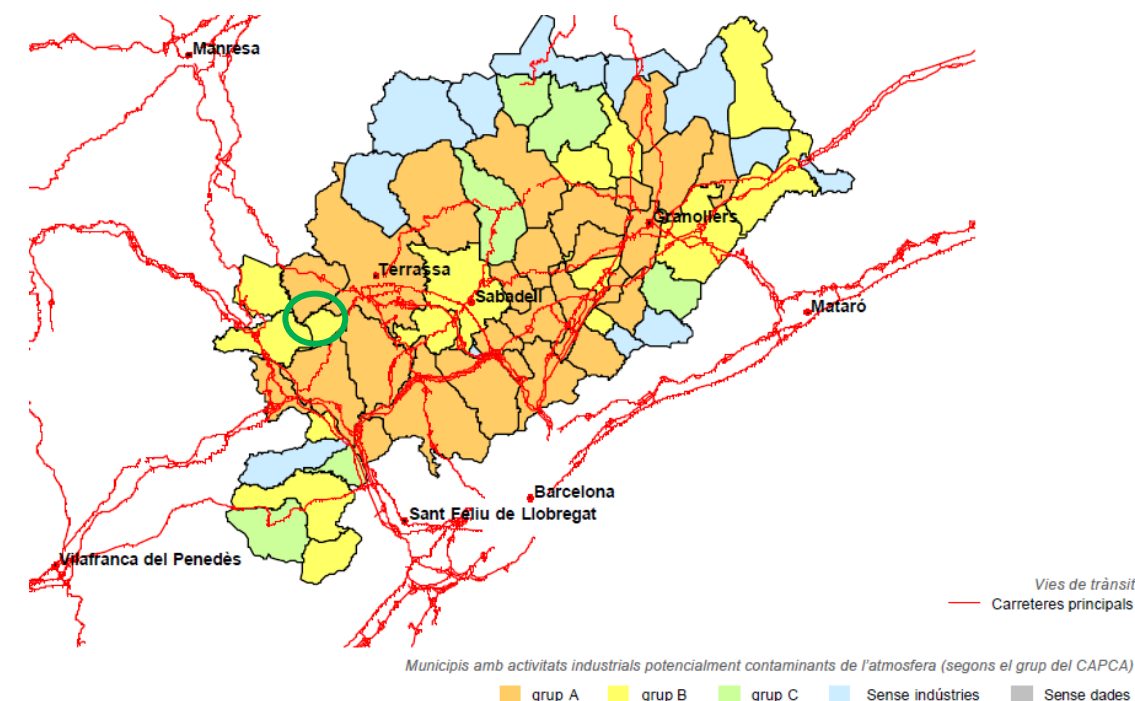 Manresa
Granollers
Terrassa
Sabadell
Mataró
Barcelona
Sant Feliu de Llobregat
Vilafranca del Penedès
Vies de trànsit
Carreteres principals
Municipis amb activitats industrials potencialment contaminants de l'atmosfera (segons el grup del CAPCA)
grup A grup B grup C Sense indústries Sense dades